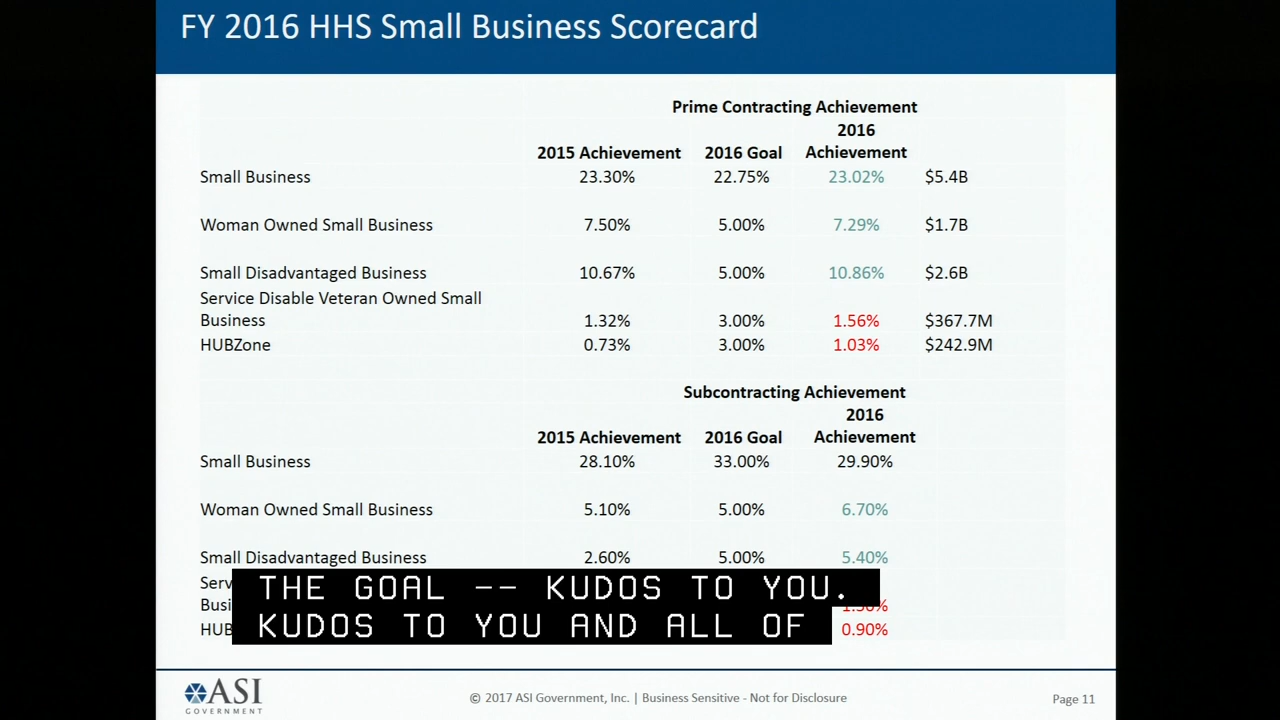 FY 2016 HHS Small Business Scorecard
Prime Contracting Achievement
2015 Achievement 2016 Goal 2016 Achievement
Small Business 23.30% 22.75% 23.02% $5.4B
Woman Owned Small Business 7.50% 5.00% 7.29% $1.7B
Small Disadvantaged Business 10.67% 5.00% 10.86% $2.6B
Service Disable Veteran Owned Small
Business 1.32% 3.00% 1.56% $367.7M
HUBZone 0.73% 3.00% 1.03% $242.9M
Subcontracting Achievement
2015 Achievement 2016 Goal 2016 Achievement
Small Business 28.10% 33.00% 29.90%
Woman Owned Small Business 5.10% 5.00% 6.70%
Small Disadvantaged Business 2.60% 5.00% 5.40%
THE GOAL -- KUDOS TO YOU.
KUDOS TO YOU AND ALL OF
0.90%
ASI
GOVERNMENT
© 2017 ASI Government, Inc. | Business Sensitive - Not for Disclosure
Page 11